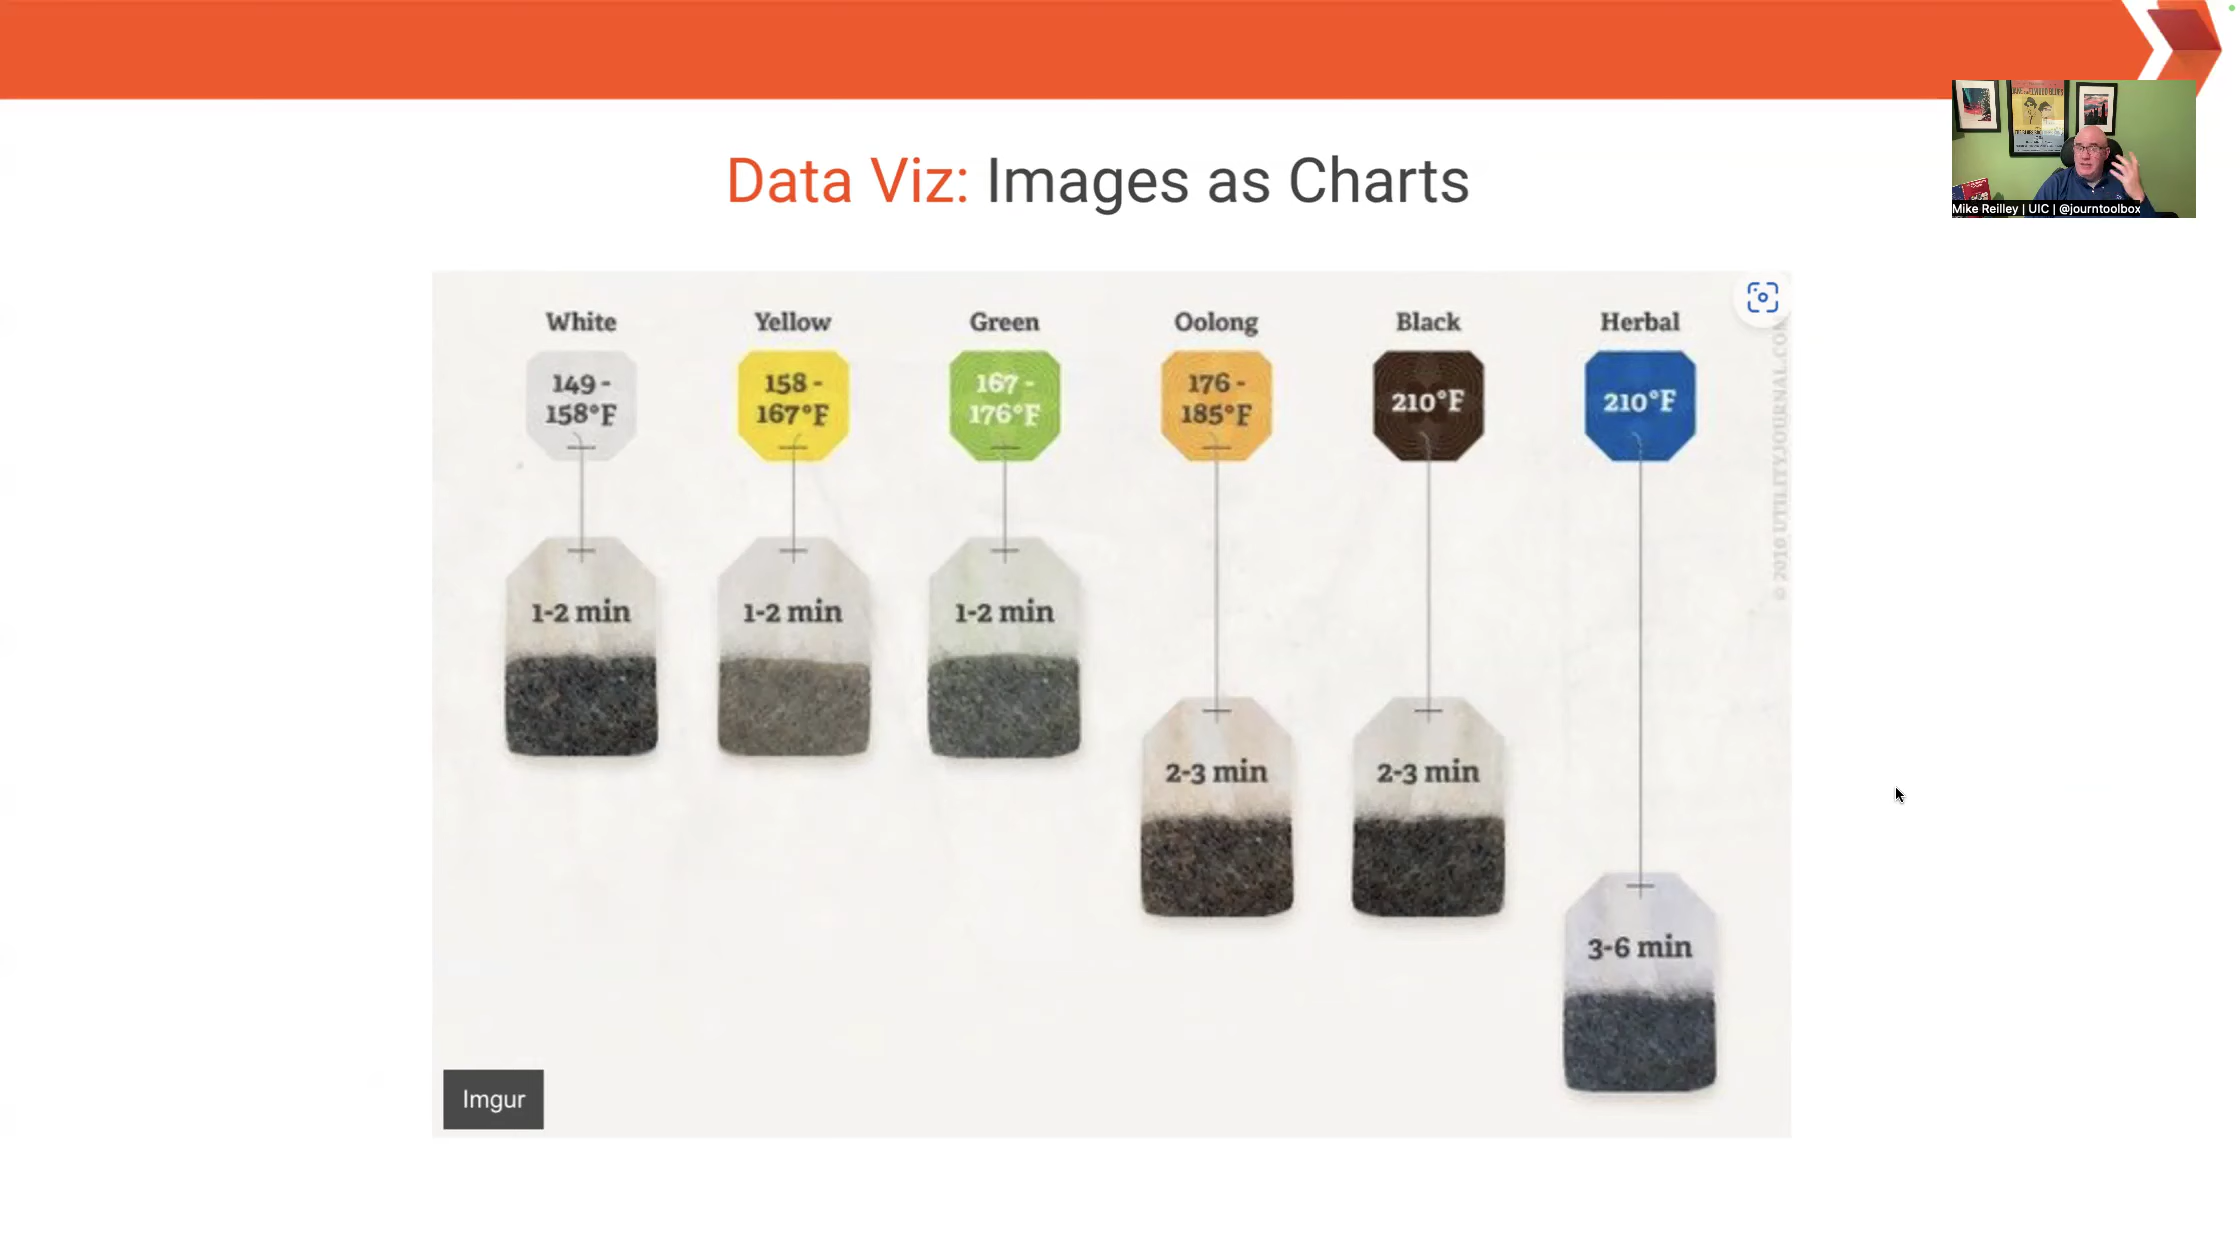 Data Viz: Images as Charts
Mike Reilley | UIC | @journtoolbox
White
Yellow
Green
Oolong
Black
Herbal
149 -
158°F
158 -
167°F
167 -
176°F
176 -
185°F
210°F
210°F
1-2 min
1-2 min
1-2 min
2-3 min
2-3 min
3-6 min
© 2010 UTILITYJOURNAL.COM
Imgur